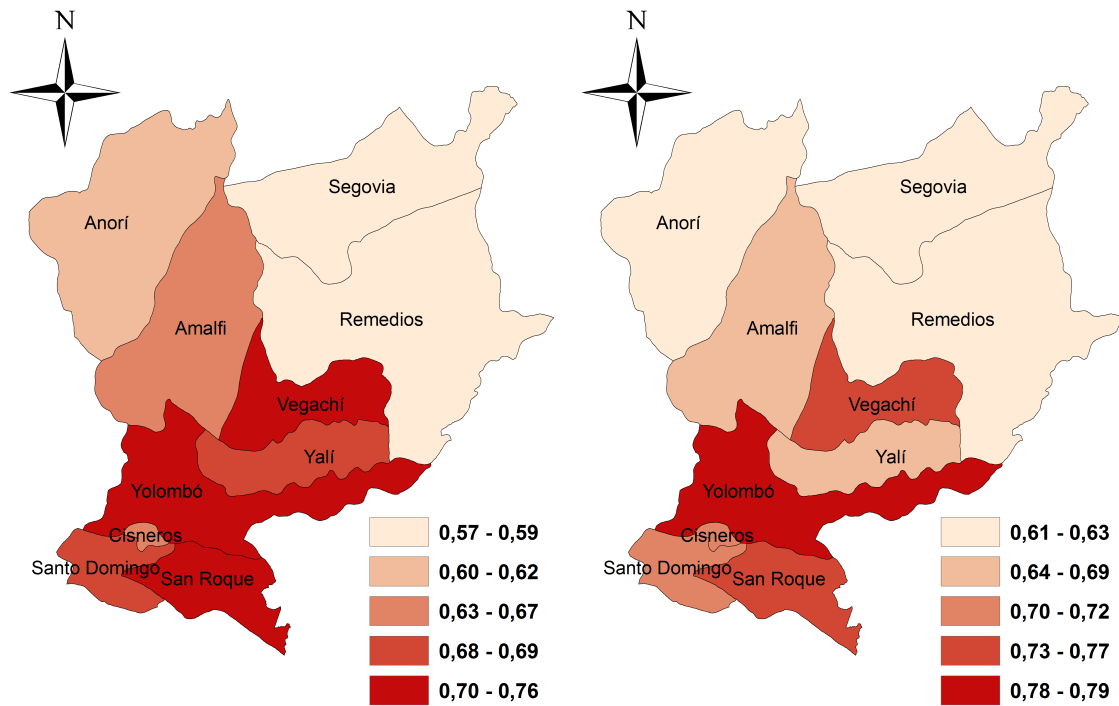 N
Segovia
Anorí
Remedios
Amalfi
Vegachí
Yalí
Yolombó
Cisneros
Santo Domingo
San Roque
0,57 - 0,59
0,60 - 0,62
0,63 - 0,67
0,68 - 0,69
0,70 - 0,76
N
Segovia
Anorí
Remedios
Amalfi
Vegachí
Yalí
Yolombó
Cisneros
Santo Domingo
San Roque
0,61 - 0,63
0,64 - 0,69
0,70 - 0,72
0,73 - 0,77
0,78 - 0,79